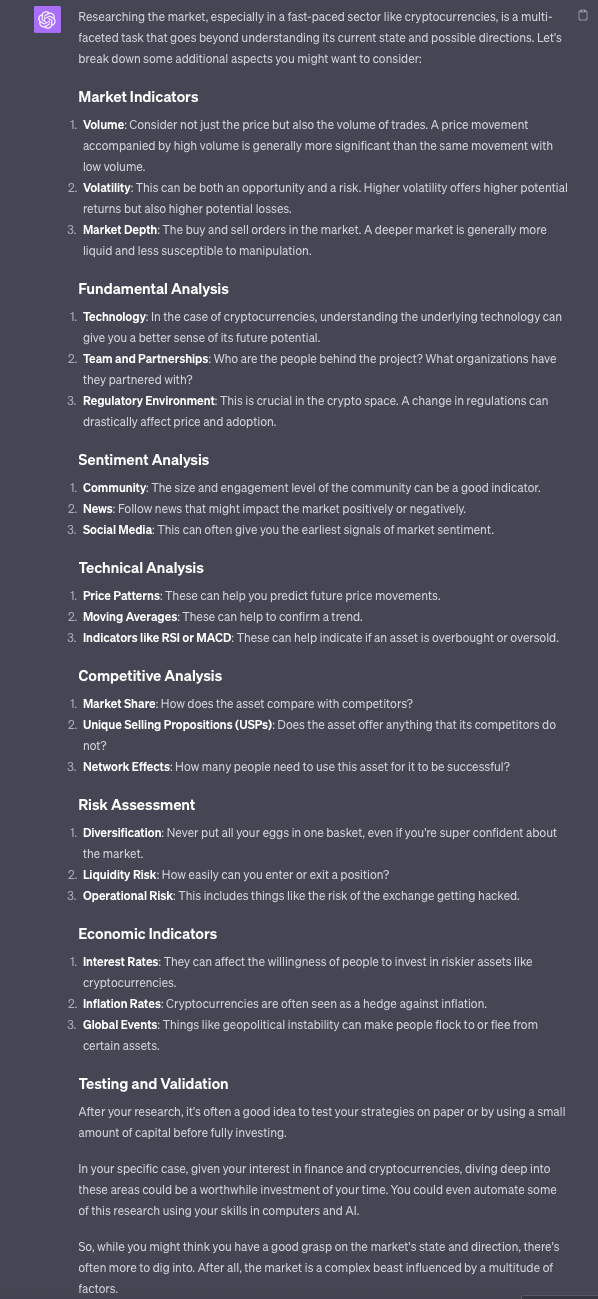 Researching the market, especially in a fast-paced sector like cryptocurrencies, is a multi-
faceted task that goes beyond understanding its current state and possible directions. Let's
break down some additional aspects you might want to consider:
Market Indicators
1. Volume: Consider not just the price but also the volume of trades. A price movement
accompanied by high volume is generally more significant than the same movement with
low volume.
2. Volatility: This can be both an opportunity and a risk. Higher volatility offers higher potential
returns but also higher potential losses.
3. Market Depth: The buy and sell orders in the market. A deeper market is generally more
liquid and less susceptible to manipulation.
Fundamental Analysis
1. Technology: In the case of cryptocurrencies, understanding the underlying technology can
give you a better sense of its future potential.
2. Team and Partnerships: Who are the people behind the project? What organizations have
they partnered with?
3. Regulatory Environment: This is crucial in the crypto space. A change in regulations can
drastically affect price and adoption.
Sentiment Analysis
1. Community: The size and engagement level of the community can be a good indicator.
2. News: Follow news that might impact the market positively or negatively.
3. Social Media: This can often give you the earliest signals of market sentiment.
Technical Analysis
1. Price Patterns: These can help you predict future price movements.
2. Moving Averages: These can help to confirm a trend.
3. Indicators like RSI or MACD: These can help indicate if an asset is overbought or oversold.
Competitive Analysis
1. Market Share: How does the asset compare with competitors?
2. Unique Selling Propositions (USPs): Does the asset offer anything that its competitors do
not?
3. Network Effects: How many people need to use this asset for it to be successful?
Risk Assessment
1. Diversification: Never put all your eggs in one basket, even if you're super confident about
the market.
2. Liquidity Risk: How easily can you enter or exit a position?
3. Operational Risk: This includes things like the risk of the exchange getting hacked.
Economic Indicators
1. Interest Rates: They can affect the willingness of people to invest in riskier assets like
cryptocurrencies.
2. Inflation Rates: Cryptocurrencies are often seen as a hedge against inflation.
3. Global Events: Things like geopolitical instability can make people flock to or flee from
certain assets.
Testing and Validation
After your research, it's often a good idea to test your strategies on paper or by using a small
amount of capital before fully investing.
In your specific case, given your interest in finance and cryptocurrencies, diving deep into
these areas could be a worthwhile investment of your time. You could even automate some
of this research using your skills in computers and AI.
So, while you might think you have a good grasp on the market's state and direction, there's
often more to dig into. After all, the market is a complex beast influenced by a multitude of
factors.